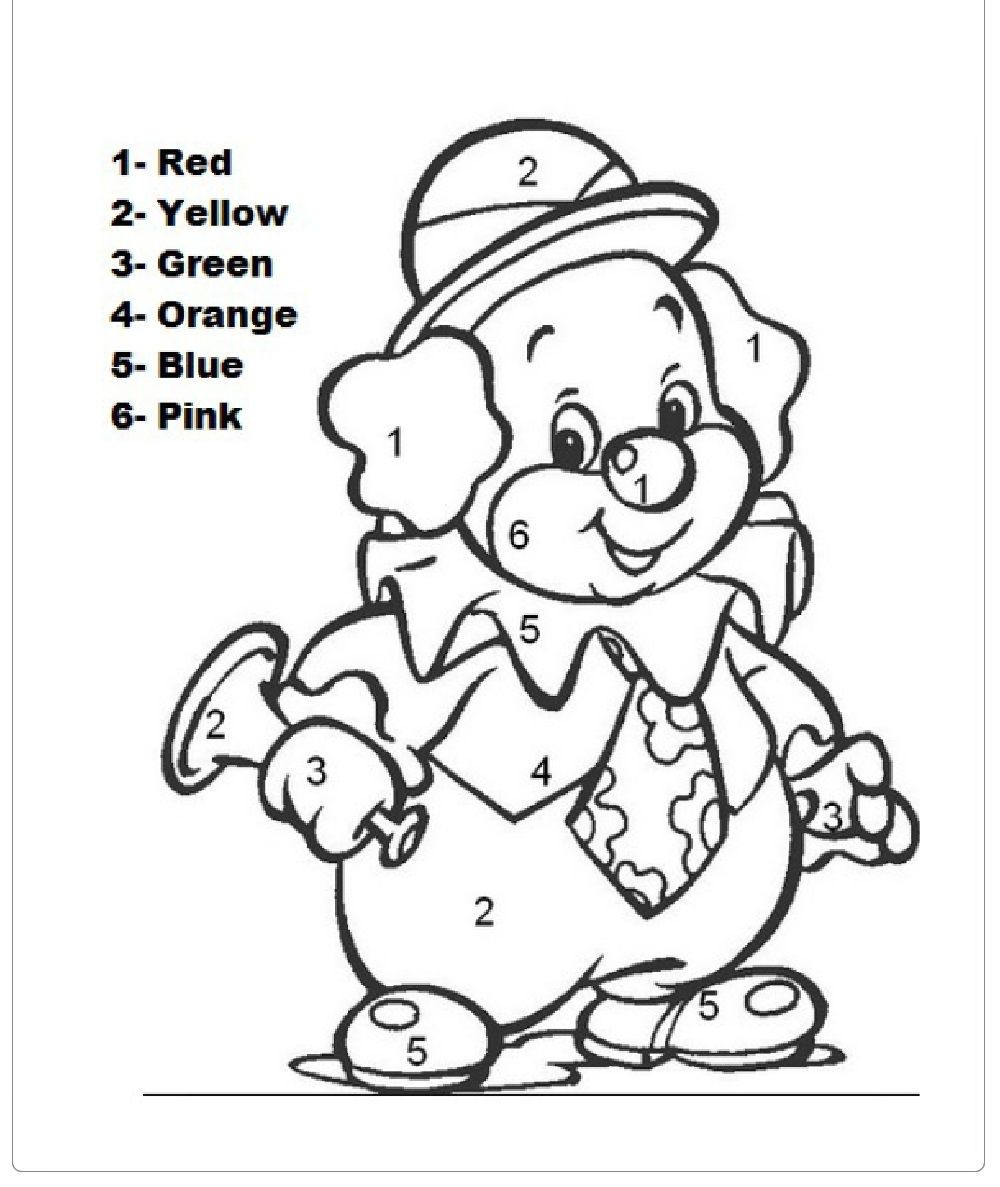 1- Red
2- Yellow
3- Green
4- Orange
5- Blue
6- Pink
2
1
1
1
6
5
2
3
4
3
2
5
5